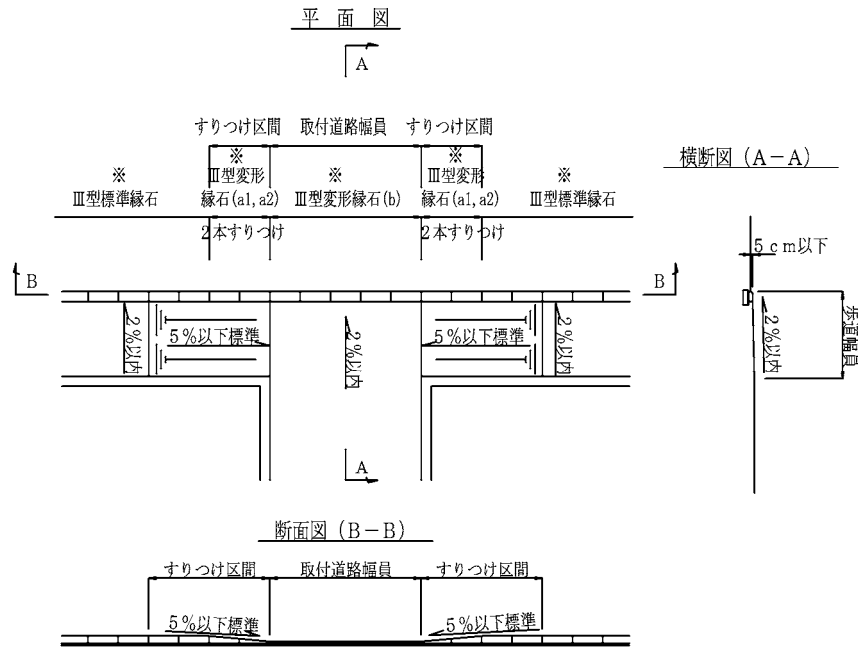 平 面 図
A
すりつけ区間 取付道路幅員 すりつけ区間
※ ※ ※ ※ ※
Ⅲ型標準縁石 Ⅲ型変形縁石(a1,a2) Ⅲ型変形縁石(b) Ⅲ型変形縁石(a1,a2) Ⅲ型標準縁石
2本すりつけ 2本すりつけ
B B
2%以内 5%以下標準 2%以内 5%以下標準 2%以内
A
横断図(A-A)
5cm以下
2%以内
歩道幅員
断面図(B-B)
すりつけ区間 取付道路幅員 すりつけ区間
5%以下標準 5%以下標準